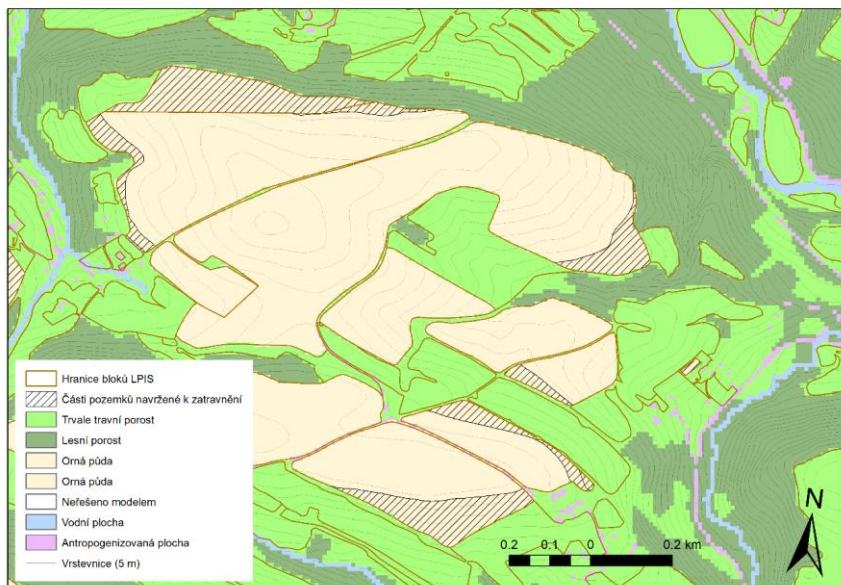 Hranice bloků LPIS
Části pozemků navržené k zatravnění
Trvale travní porost
Lesní porost
Orná půda
Orná půda
Neřešeno modelem
Vodní plocha
Antropogenizovaná plocha
Vrstevnice (5 m)
N
0.2 0.1 0 0.2 km